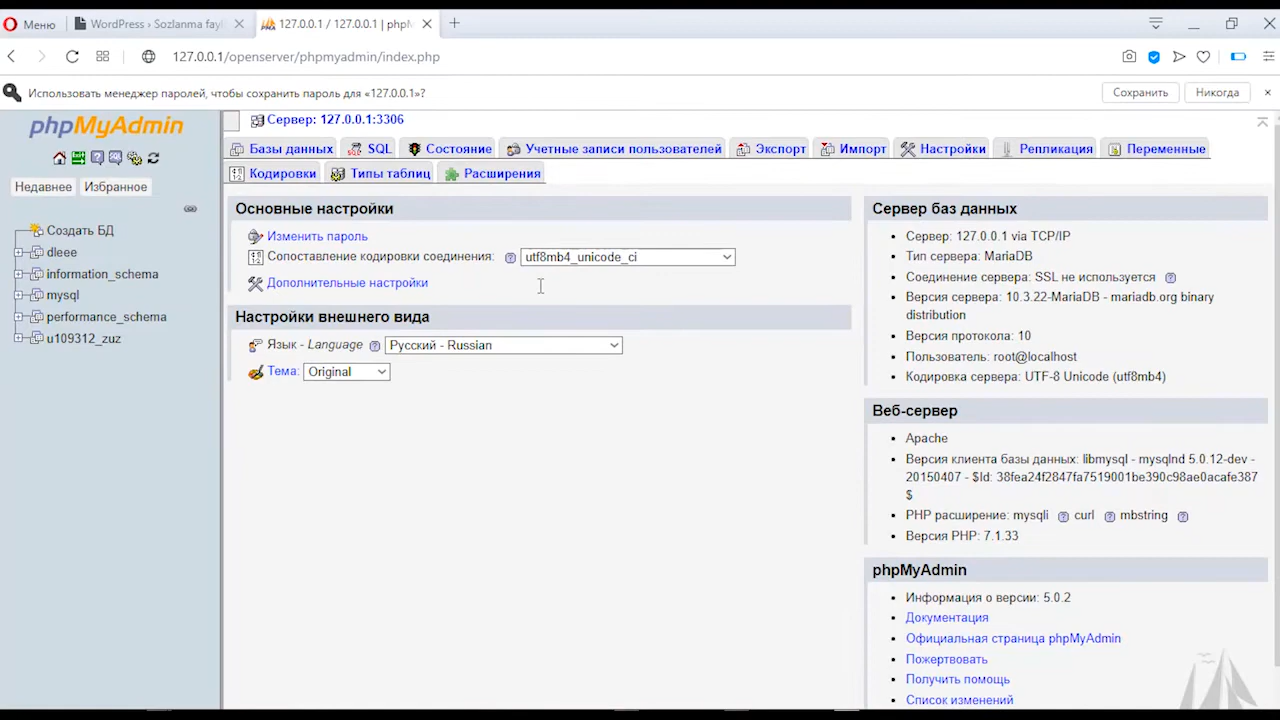 Меню
WordPress › Sozlanma fayl
127.0.0.1 / 127.0.0.1 | phpM
127.0.0.1/openserver/phpmyadmin/index.php
Использовать менеджер паролей, чтобы сохранить пароль для «127.0.0.1»?
Сохранить
Никогда
phpMyAdmin
Недавнее
Избранное
Создать БД
dleee
information_schema
mysql
performance_schema
u109312_zuz
Сервер: 127.0.0.1:3306
Базы данных
SQL
Состояние
Учетные записи пользователей
Экспорт
Импорт
Настройки
Репликация
Переменные
Кодировки
Типы таблиц
Расширения
Основные настройки
Изменить пароль
Сопоставление кодировки соединения:
utf8mb4_unicode_ci
Дополнительные настройки
Настройки внешнего вида
Язык - Language
Русский - Russian
Тема:
Original
Сервер баз данных
Сервер: 127.0.0.1 via TCP/IP
Тип сервера: MariaDB
Соединение сервера: SSL не используется
Версия сервера: 10.3.22-MariaDB - mariadb.org binary
distribution
Версия протокола: 10
Пользователь: root@localhost
Кодировка сервера: UTF-8 Unicode (utf8mb4)
Веб-сервер
Apache
Версия клиента базы данных: libmysql - mysqlnd 5.0.12-dev -
20150407 - $Id: 38fea24f2847fa7519001be390c98ae0acafe387
$
PHP расширение: mysqli curl mbstring
Версия PHP: 7.1.33
phpMyAdmin
Информация о версии: 5.0.2
Документация
Официальная страница phpMyAdmin
Пожертвовать
Получить помощь
Список изменений